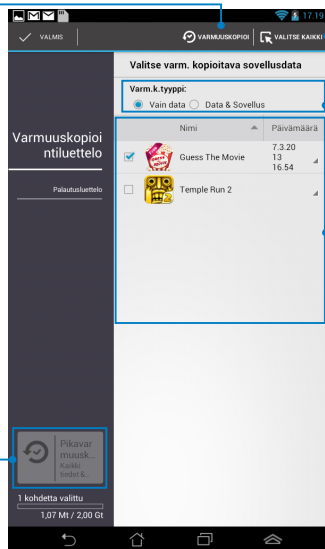 17.19
VALMIS
VARMUUSKOPIOI
VALITSE KAIKKI
Valitse varm. kopioitava sovellusdata
Varm.k.tyyppi:
Vain data
Data & Sovellus
Varmuuskopioi
ntiluettelo
Palautusluettelo
Nimi
Päivämäärä
Guess The Movie
7.3.20
13
16.54
Temple Run 2
Pikavar
muusk...
Kaikki
tiedot &...
1 kohdetta valittu
1,07 Mt / 2,00 Gt